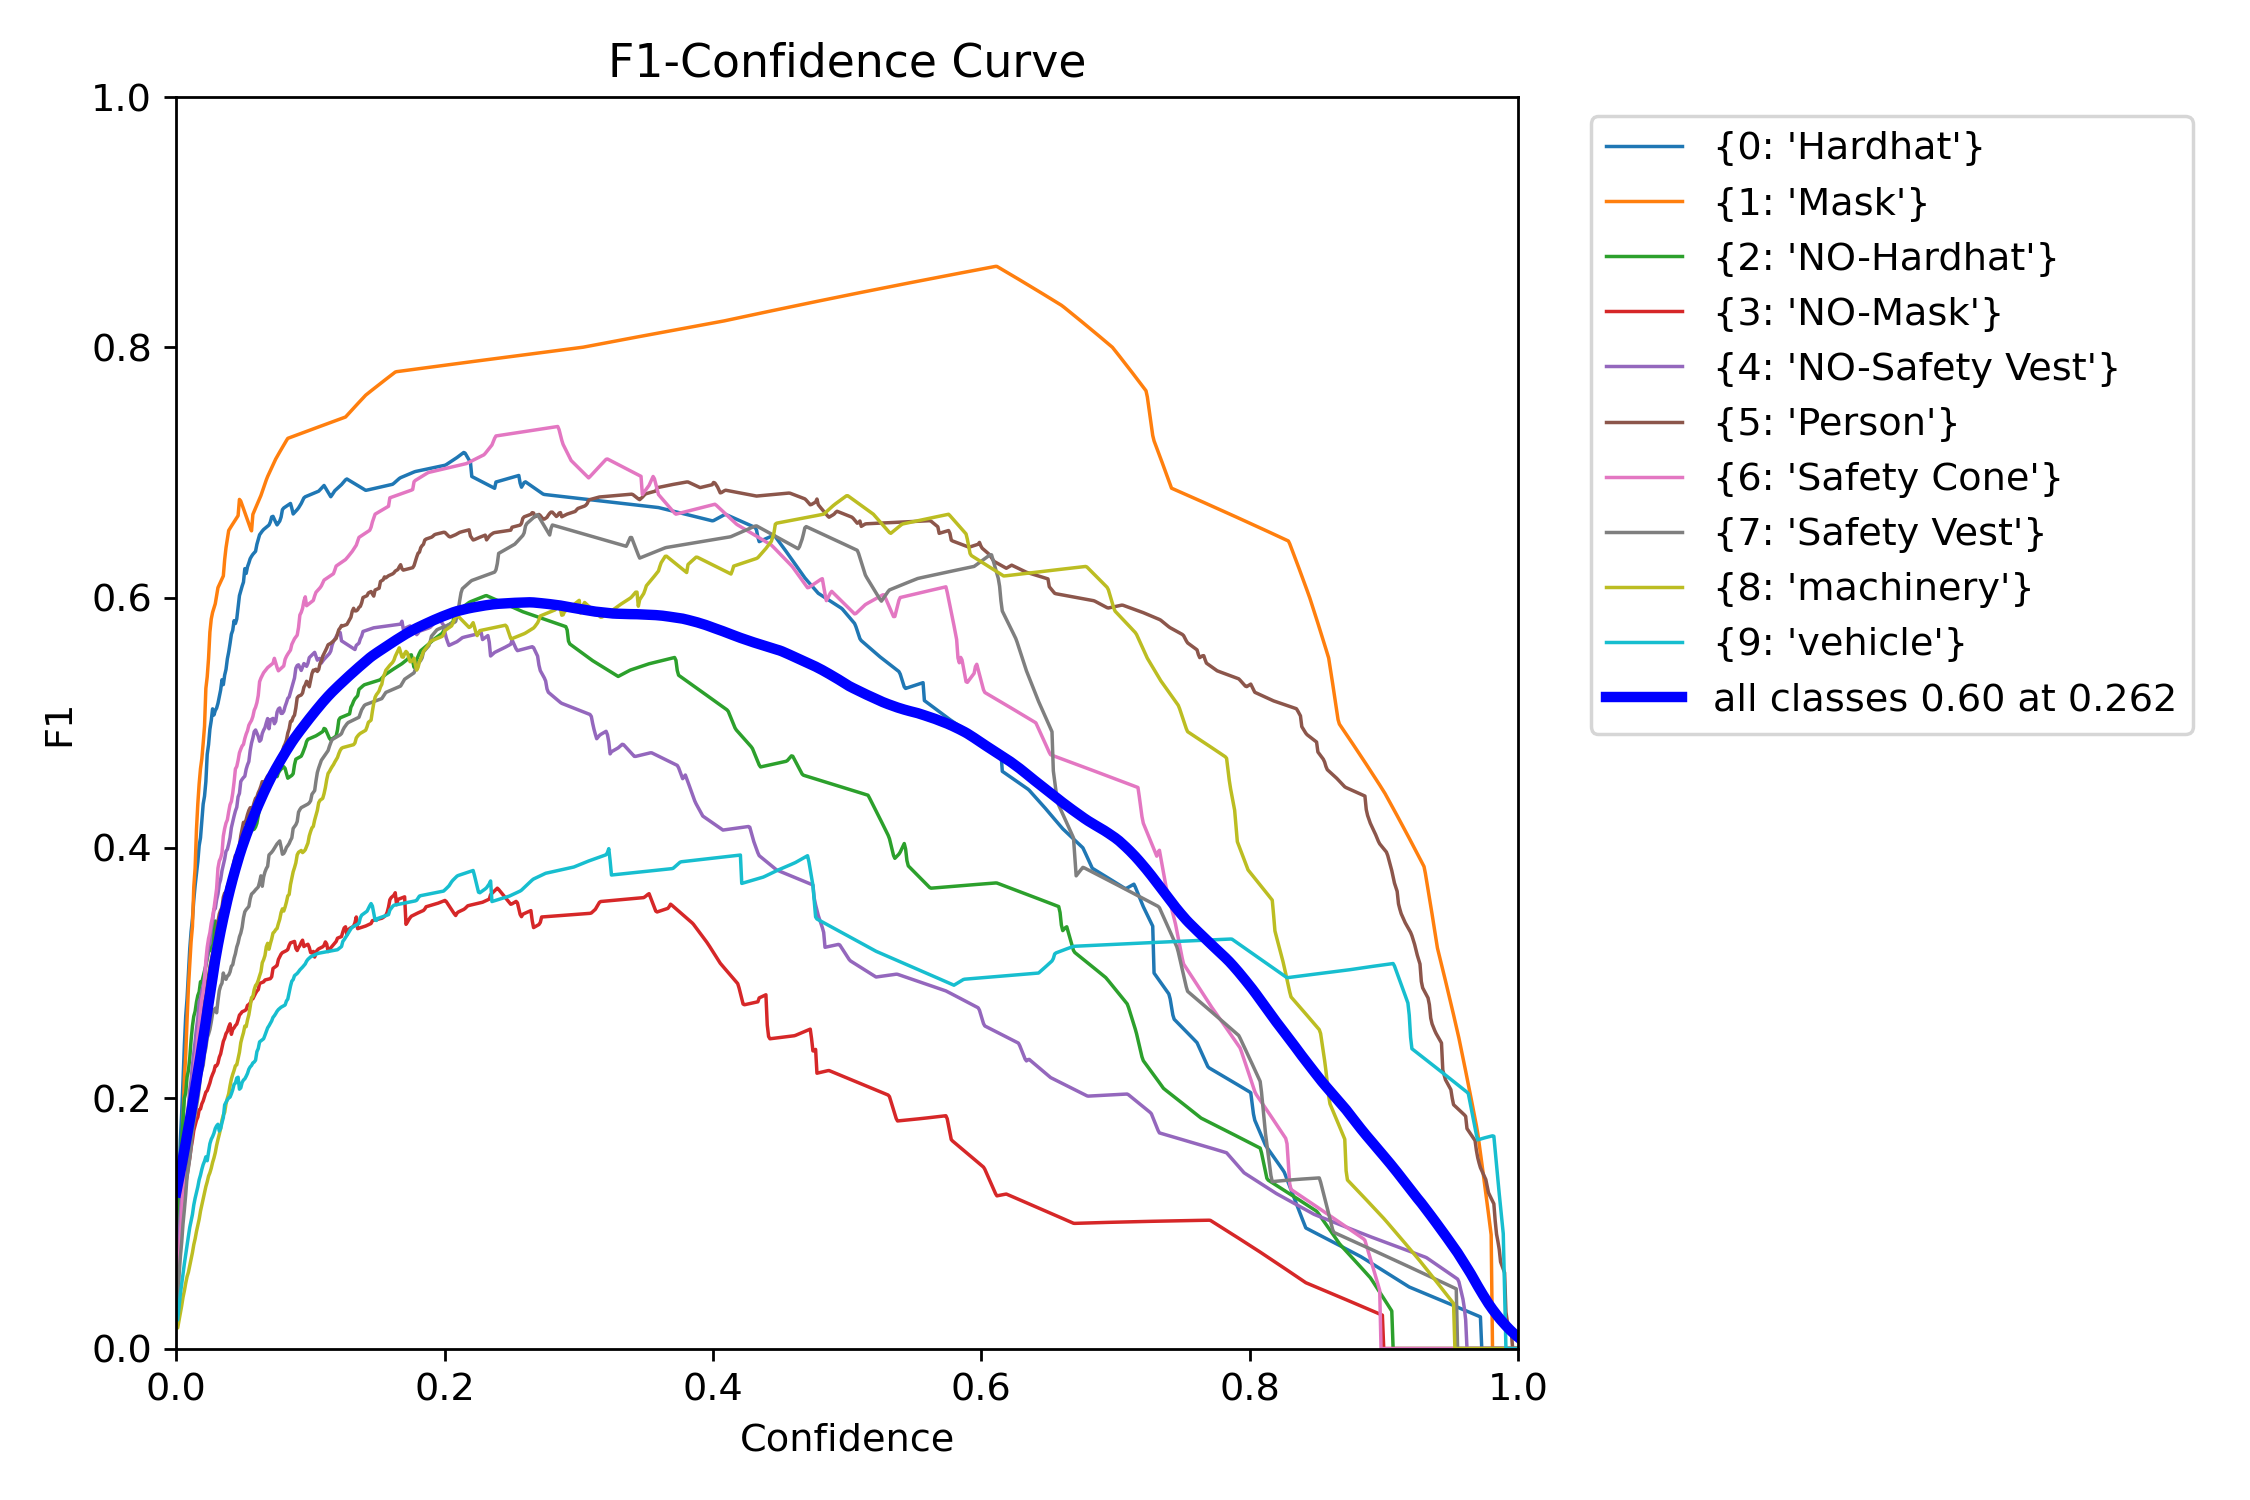 F1-Confidence Curve
1.0
0.8
0.6
0.4
0.2
0.0
F1
0.0 0.2 0.4 0.6 0.8 1.0
Confidence
{0: 'Hardhat'}
{1: 'Mask'}
{2: 'NO-Hardhat'}
{3: 'NO-Mask'}
{4: 'NO-Safety Vest'}
{5: 'Person'}
{6: 'Safety Cone'}
{7: 'Safety Vest'}
{8: 'machinery'}
{9: 'vehicle'}
all classes 0.60 at 0.262